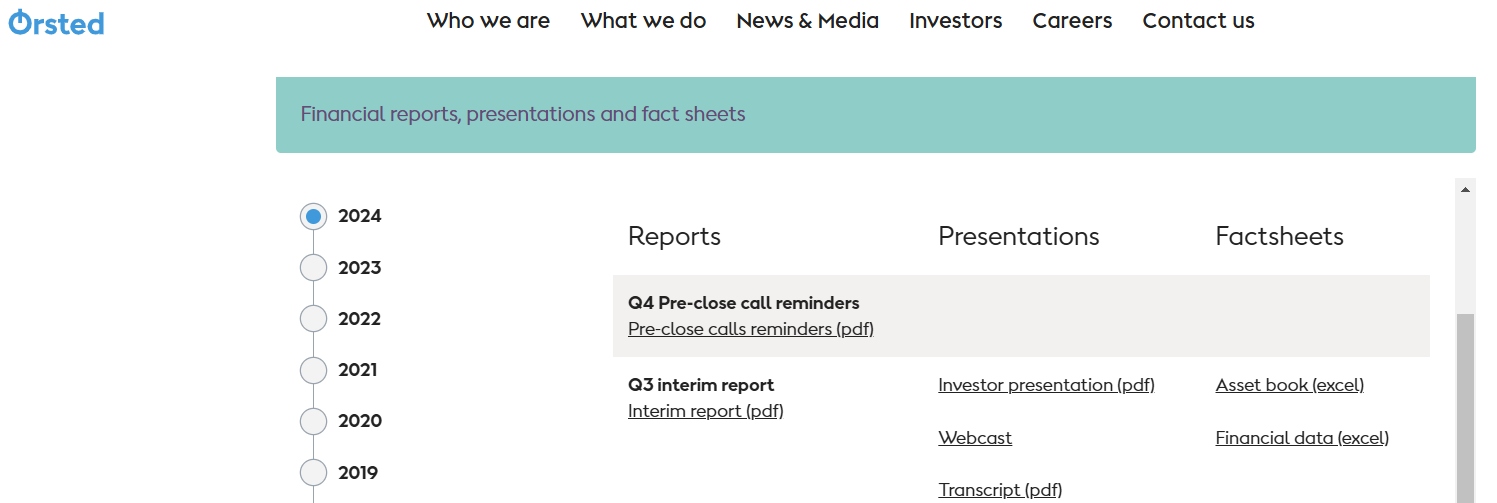 Ørsted
Who we are What we do News & Media Investors Careers Contact us
Financial reports, presentations and fact sheets
2024
2023
2022
2021
2020
2019
Reports Presentations Factsheets
Q4 Pre-close call reminders
Pre-close calls reminders (pdf)
Q3 interim report Investor presentation (pdf) Asset book (excel)
Interim report (pdf)
Webcast Financial data (excel)
Transcript (pdf)